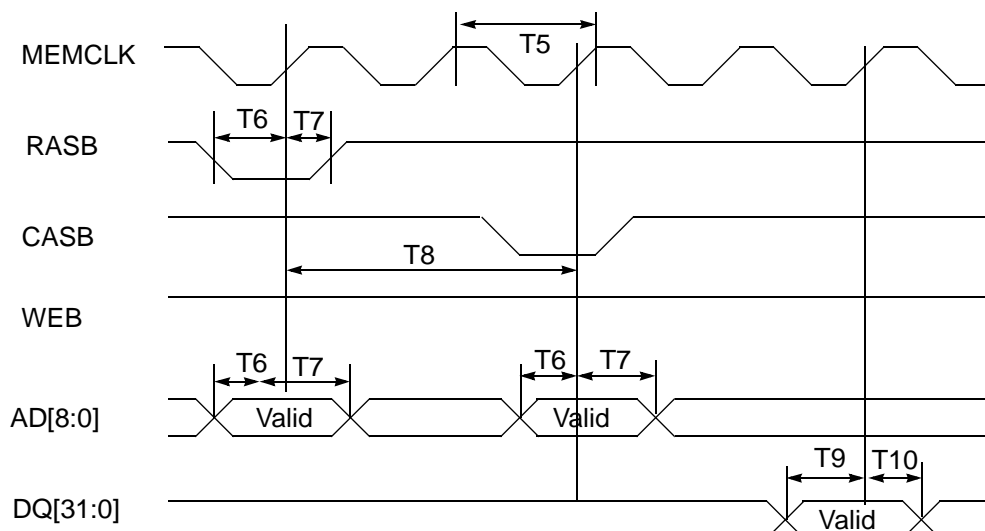 MEMCLK
T5
T6 T7
RASB
CASB
T8
WEB
T6 T7 T6 T7
AD[8:0] Valid Valid
T9 T10
DQ[31:0] Valid